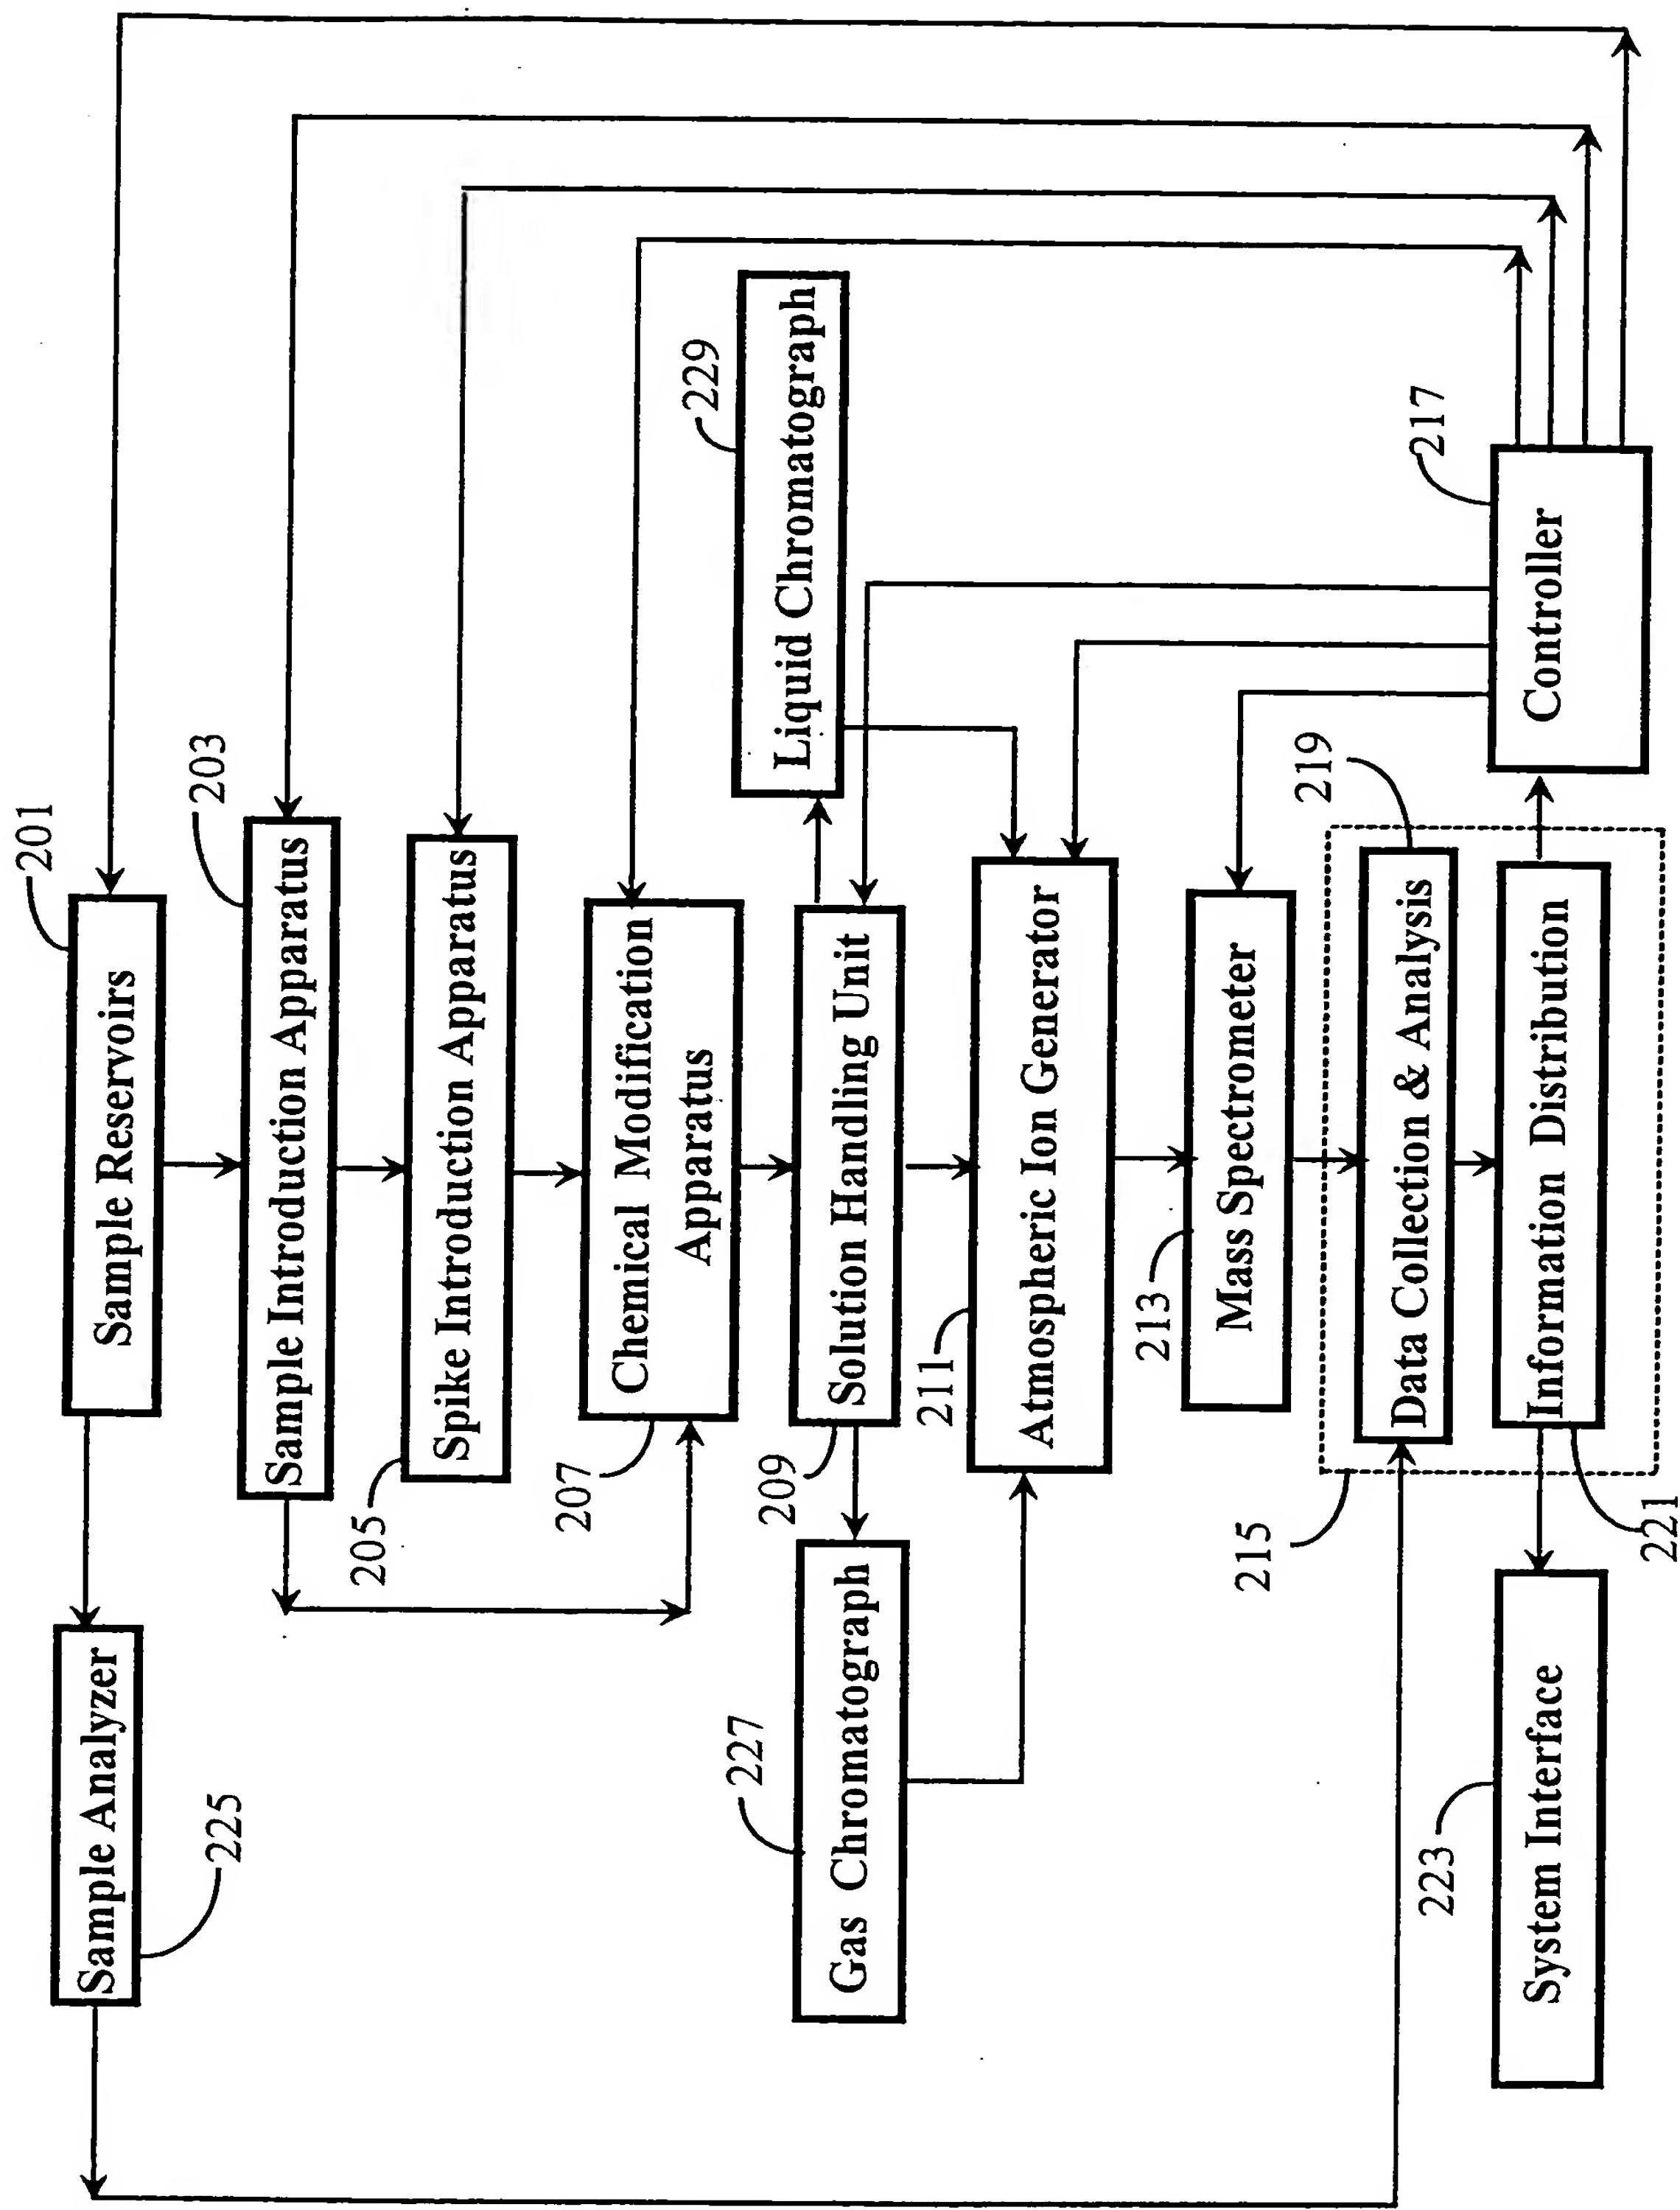 Sample Analyzer
225
Sample Reservoirs
201
Sample Introduction Apparatus
203
Spike Introduction Apparatus
205
Chemical Modification
Apparatus
207
Liquid Chromatograph
229
Solution Handling Unit
209
Gas Chromatograph
227
Atmospheric Ion Generator
211
Mass Spectrometer
213
Data Collection & Analysis
219
215
Information Distribution
221
System Interface
223
Controller
217